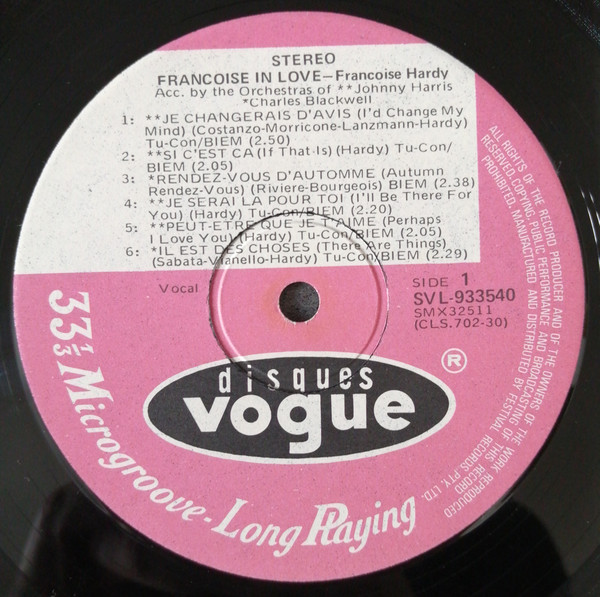 STEREO
FRANCOISE IN LOVE—Francoise Hardy
Acc. by the Orchestras of **Johnny Harris
*Charles Blackwell
1: **JE CHANGERAIS D'AVIS (I'd Change My
Mind) (Costanzo-Morricone-Lanzmann-Hardy)
Tu-Con/BIEM (2.50)
2: **SI C'EST CA (If That Is) (Hardy) Tu-Con/
BIEM (2.05)
3: *RENDEZ-VOUS D'AUTOMME (Autumn
Rendez-Vous) (Riviere-Bourgeois) BIEM (2.38)
4: **JE SERAI LA POUR TOI (I'll Be There For
You) (Hardy) Tu-Con/BIEM (2.20)
5: **PEUT-ETRE QUE JE T'AIME (Perhaps
I Love You) (Hardy) Tu-Con/BIEM (2.05)
6: *IL EST DES CHOSES (There Are Things)
(Sabata-Vianello-Hardy) Tu-Con/BIEM (2.29)
Vocal
SIDE 1
SVL-933540
SMX32511
(CLS.702-30)
disques
vogue
®
33⅓ Microgroove-Long Playing
ALL RIGHTS OF THE RECORD PRODUCER AND OF THE OWNERS OF THE WORK REPRODUCED
RESERVED. COPYING, PUBLIC PERFORMANCE AND BROADCASTING OF THIS RECORD
PROHIBITED. MANUFACTURED AND DISTRIBUTED BY FESTIVAL RECORDS PTY. LTD.